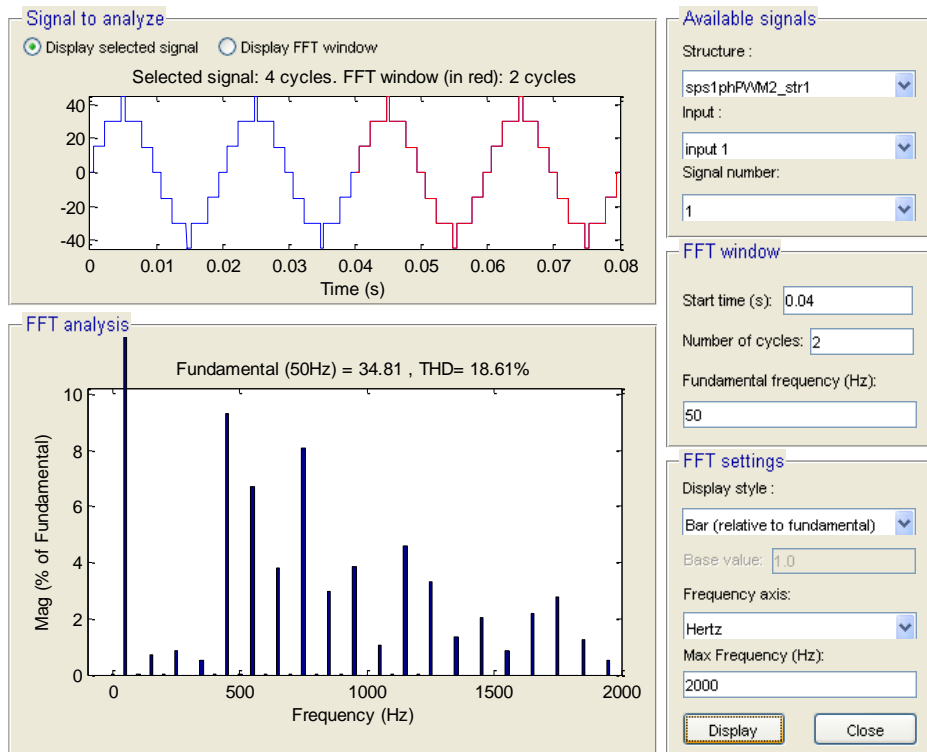 Signal to analyze
Display selected signal Display FFT window
Selected signal: 4 cycles. FFT window (in red): 2 cycles
40
20
0
-20
-40
0 0.01 0.02 0.03 0.04 0.05 0.06 0.07 0.08
Time (s)
FFT analysis
Fundamental (50Hz) = 34.81 , THD= 18.61%
10
8
6
4
2
0
Mag (% of Fundamental)
0 500 1000 1500 2000
Frequency (Hz)
Available signals
Structure :
sps1phPWM2_str1
Input :
input 1
Signal number:
1
FFT window
Start time (s): 0.04
Number of cycles: 2
Fundamental frequency (Hz):
50
FFT settings
Display style :
Bar (relative to fundamental)
Base value: 1.0
Frequency axis:
Hertz
Max Frequency (Hz):
2000
Display Close